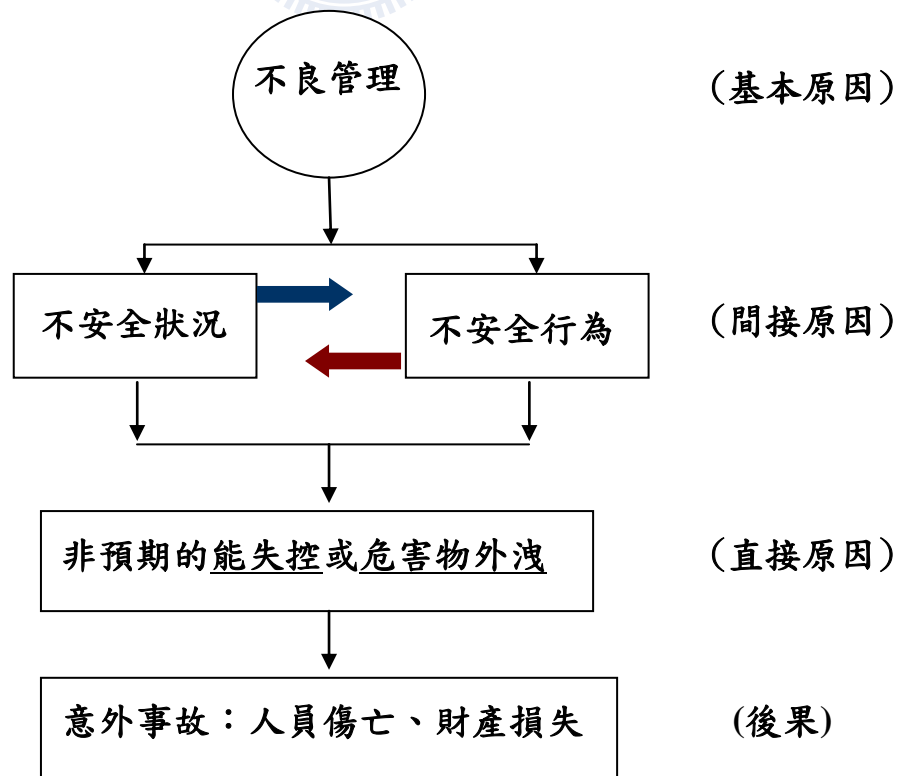 不良管理 （基本原因）
不安全狀況 不安全行為 （間接原因）
非預期的能失控或危害物外洩 （直接原因）
意外事故：人員傷亡、財產損失 (後果)